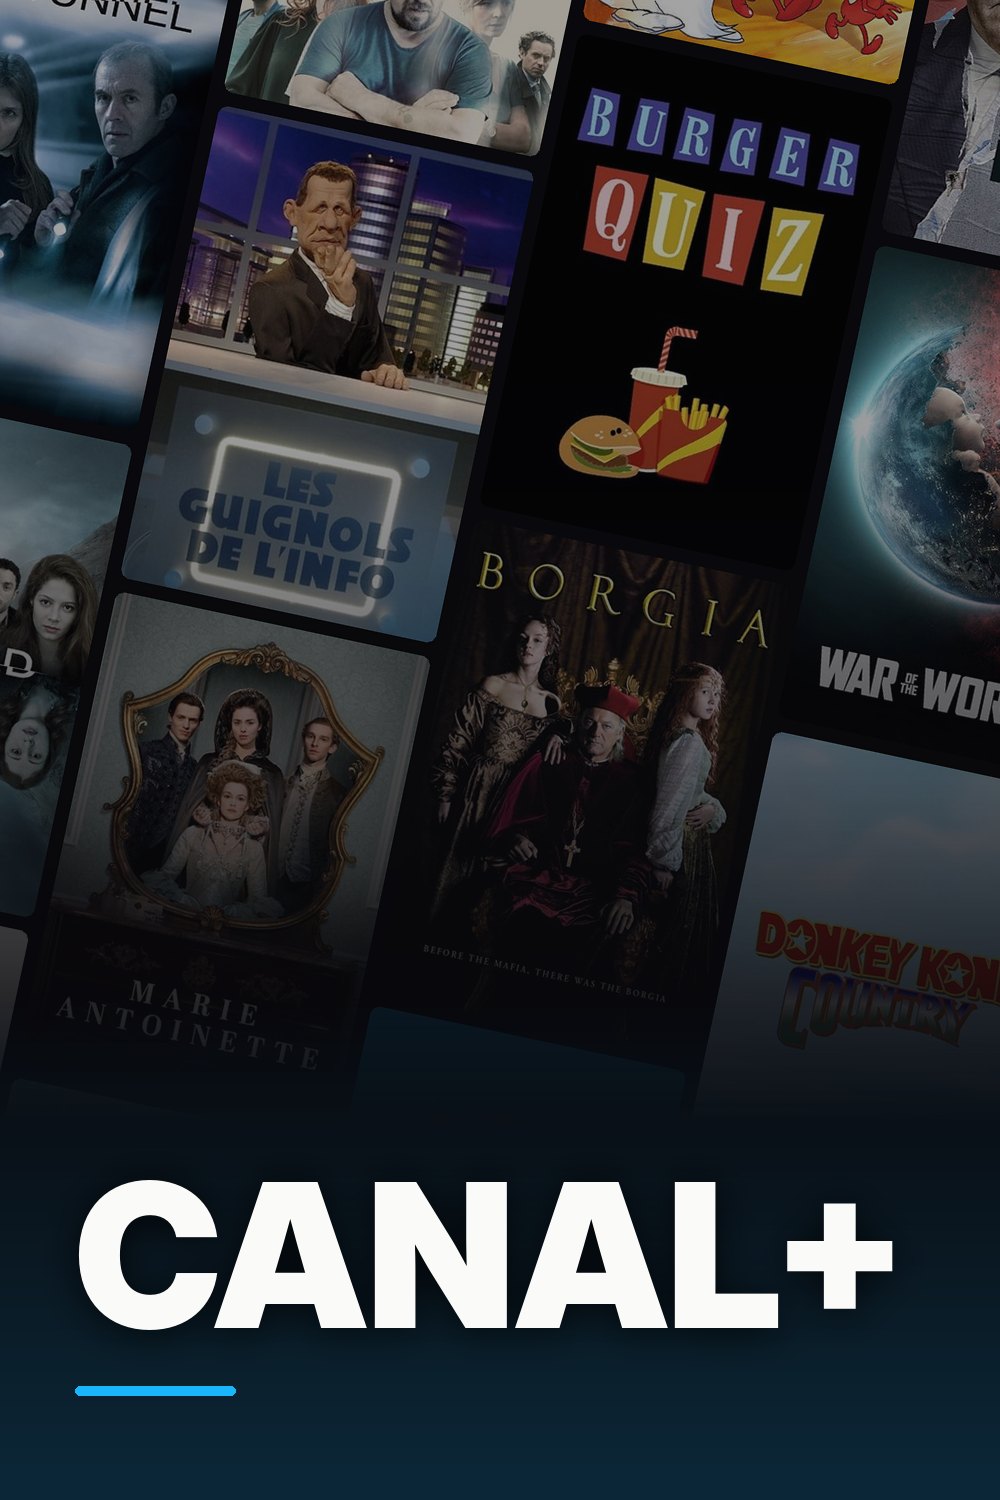 BURGER
QUIZ
LES
GUIGNOLS
DE L'INFO
BORGIA
WAR OF THE WOR
D
BEFORE THE MAFIA, THERE WAS THE BORGIA
DONKEY KON
COUNTRY
MARIE
ANTOINETTE
CANAL+